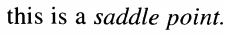 this is a saddle point.